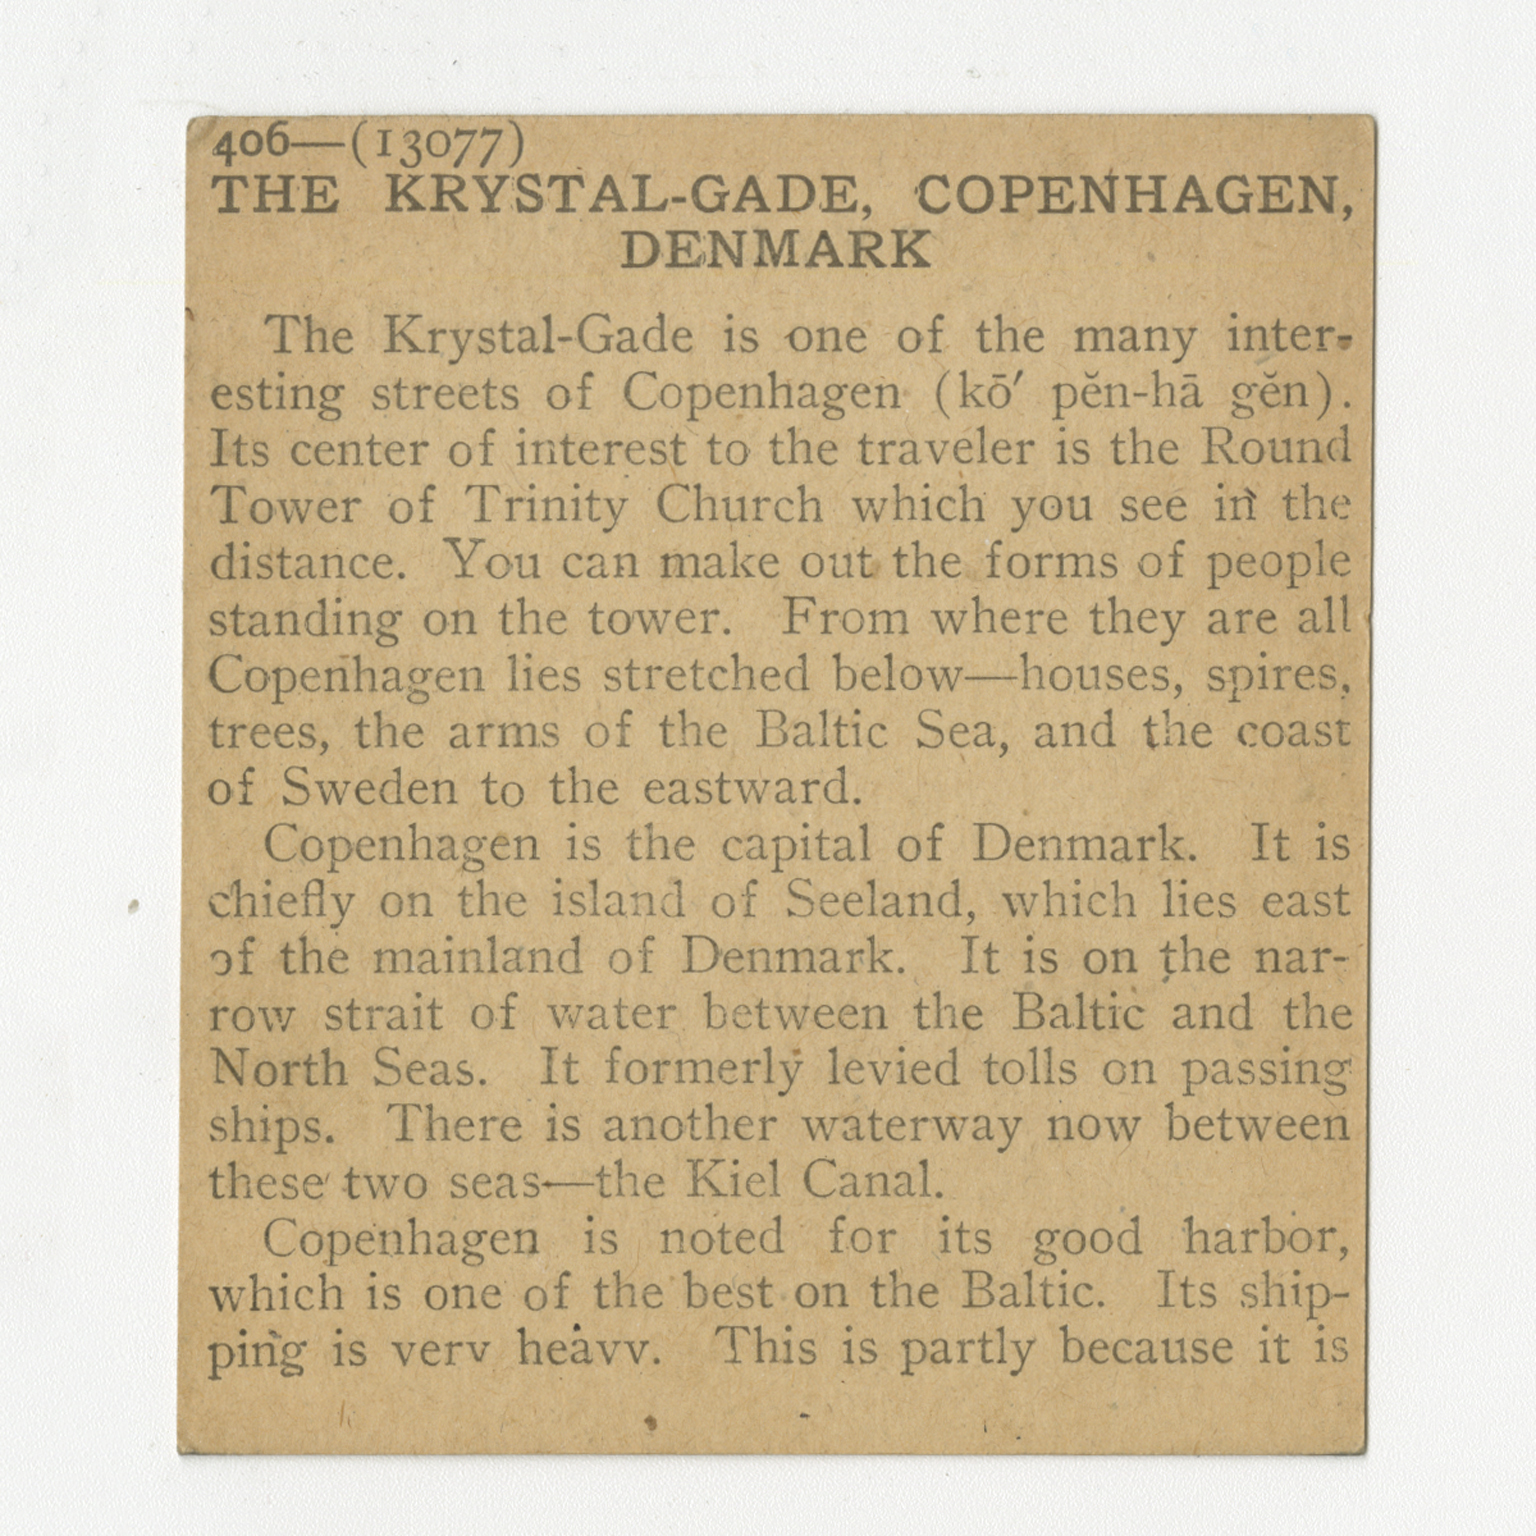 406—(13077)
THE KRYSTAL-GADE, COPENHAGEN,
DENMARK
The Krystal-Gade is one of the many inter-
esting streets of Copenhagen (kō′ pĕn-hā gĕn).
Its center of interest to the traveler is the Round
Tower of Trinity Church which you see in the
distance. You can make out the forms of people
standing on the tower. From where they are all
Copenhagen lies stretched below—houses, spires,
trees, the arms of the Baltic Sea, and the coast
of Sweden to the eastward.
Copenhagen is the capital of Denmark. It is
chiefly on the island of Seeland, which lies east
of the mainland of Denmark. It is on the nar-
row strait of water between the Baltic and the
North Seas. It formerly levied tolls on passing
ships. There is another waterway now between
these two seas—the Kiel Canal.
Copenhagen is noted for its good harbor,
which is one of the best on the Baltic. Its ship-
ping is very heavy. This is partly because it is